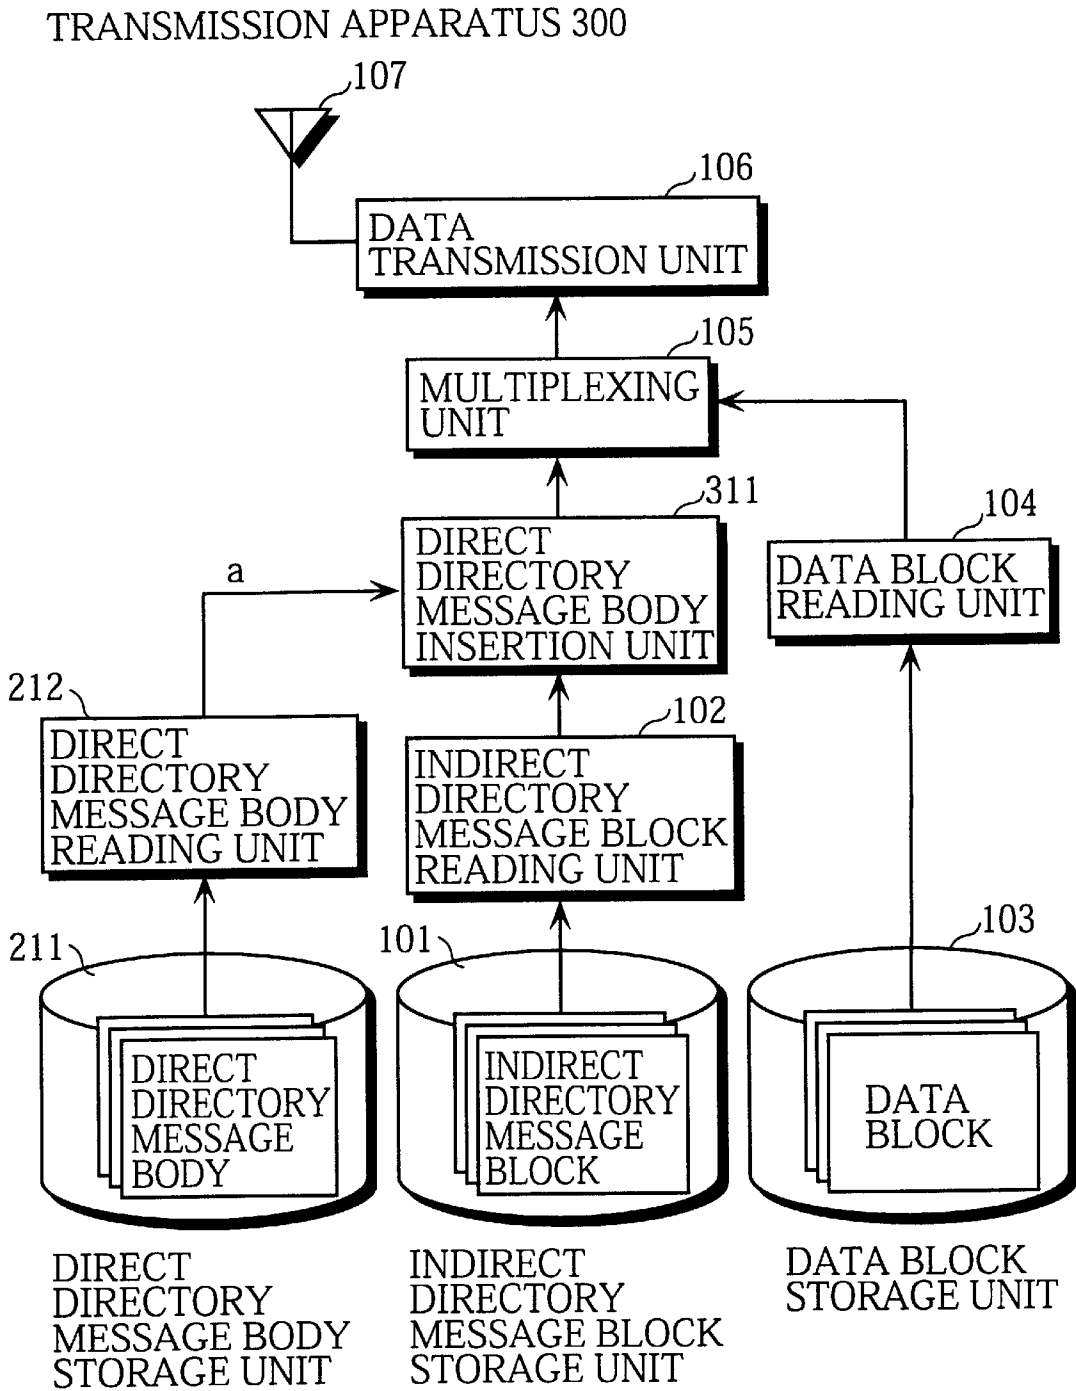 TRANSMISSION APPARATUS 300
107
106
DATA
TRANSMISSION UNIT
105
MULTIPLEXING
UNIT
311
DIRECT
DIRECTORY
MESSAGE BODY
INSERTION UNIT
104
DATA BLOCK
READING UNIT
a
212
DIRECT
DIRECTORY
MESSAGE BODY
READING UNIT
102
INDIRECT
DIRECTORY
MESSAGE BLOCK
READING UNIT
211
DIRECT
DIRECTORY
MESSAGE
BODY
101
INDIRECT
DIRECTORY
MESSAGE
BLOCK
103
DATA
BLOCK
DIRECT
DIRECTORY
MESSAGE BODY
STORAGE UNIT
INDIRECT
DIRECTORY
MESSAGE BLOCK
STORAGE UNIT
DATA BLOCK
STORAGE UNIT